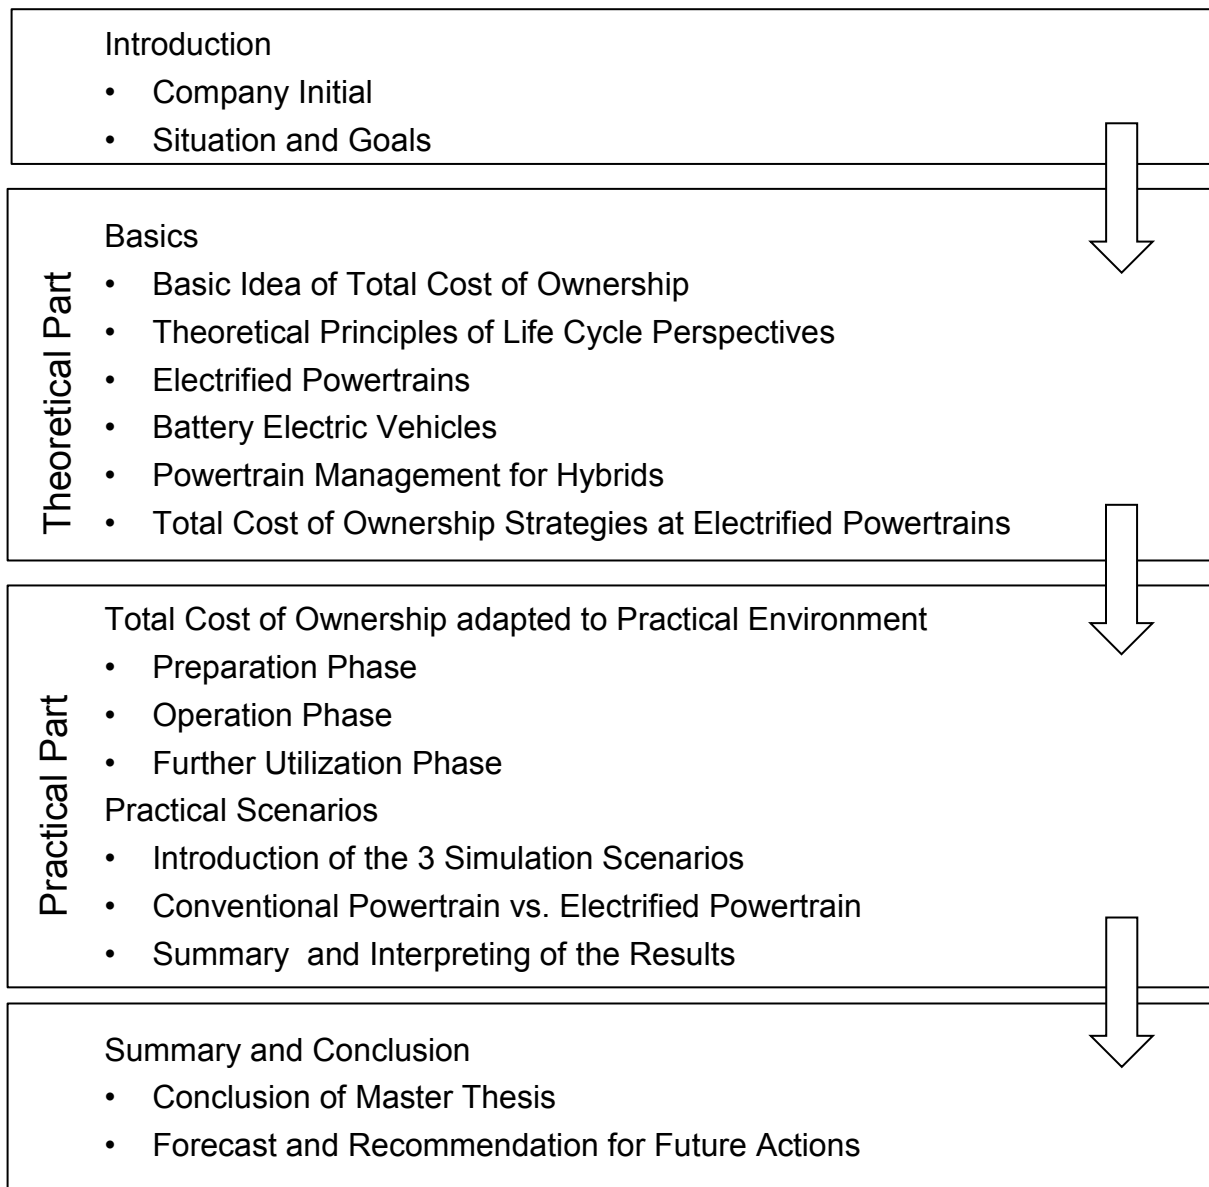 Introduction
• Company Initial
• Situation and Goals
Theoretical Part
Basics
• Basic Idea of Total Cost of Ownership
• Theoretical Principles of Life Cycle Perspectives
• Electrified Powertrains
• Battery Electric Vehicles
• Powertrain Management for Hybrids
• Total Cost of Ownership Strategies at Electrified Powertrains
Practical Part
Total Cost of Ownership adapted to Practical Environment
• Preparation Phase
• Operation Phase
• Further Utilization Phase
Practical Scenarios
• Introduction of the 3 Simulation Scenarios
• Conventional Powertrain vs. Electrified Powertrain
• Summary  and Interpreting of the Results
Summary and Conclusion
• Conclusion of Master Thesis
• Forecast and Recommendation for Future Actions